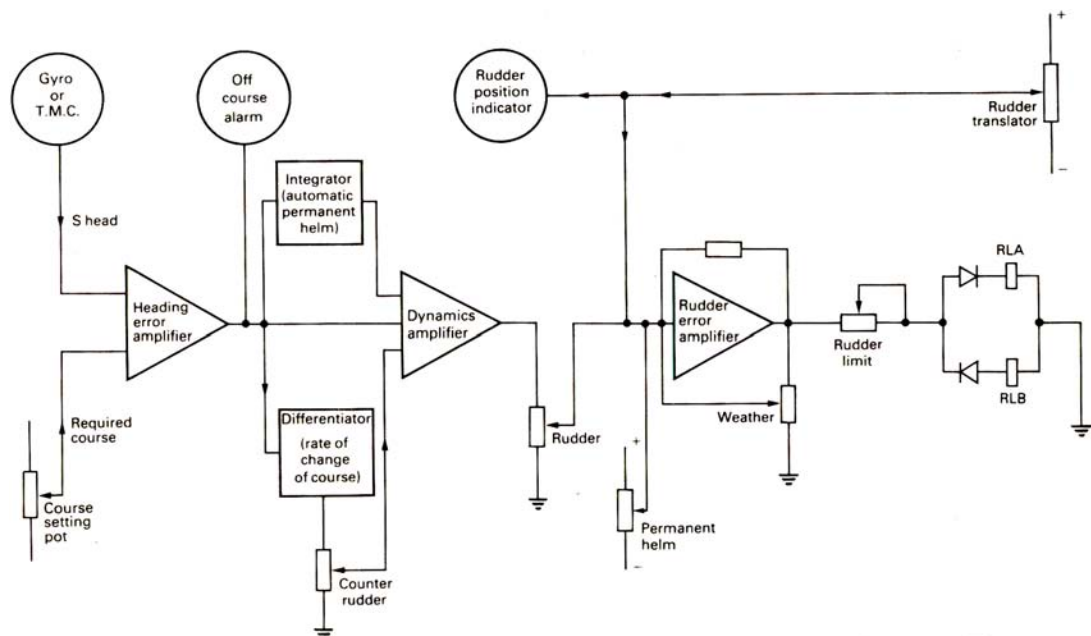 Gyro
or
T.M.C.
Off
course
alarm
Rudder
position
indicator
+
Rudder
translator
−
S head
Integrator
(automatic
permanent
helm)
Heading
error
amplifier
Dynamics
amplifier
Rudder
error
amplifier
Rudder
limit
RLA
RLB
Required
course
Course
setting
pot
Differentiator
(rate of
change
of course)
Counter
rudder
Rudder
Weather
+
Permanent
helm
−